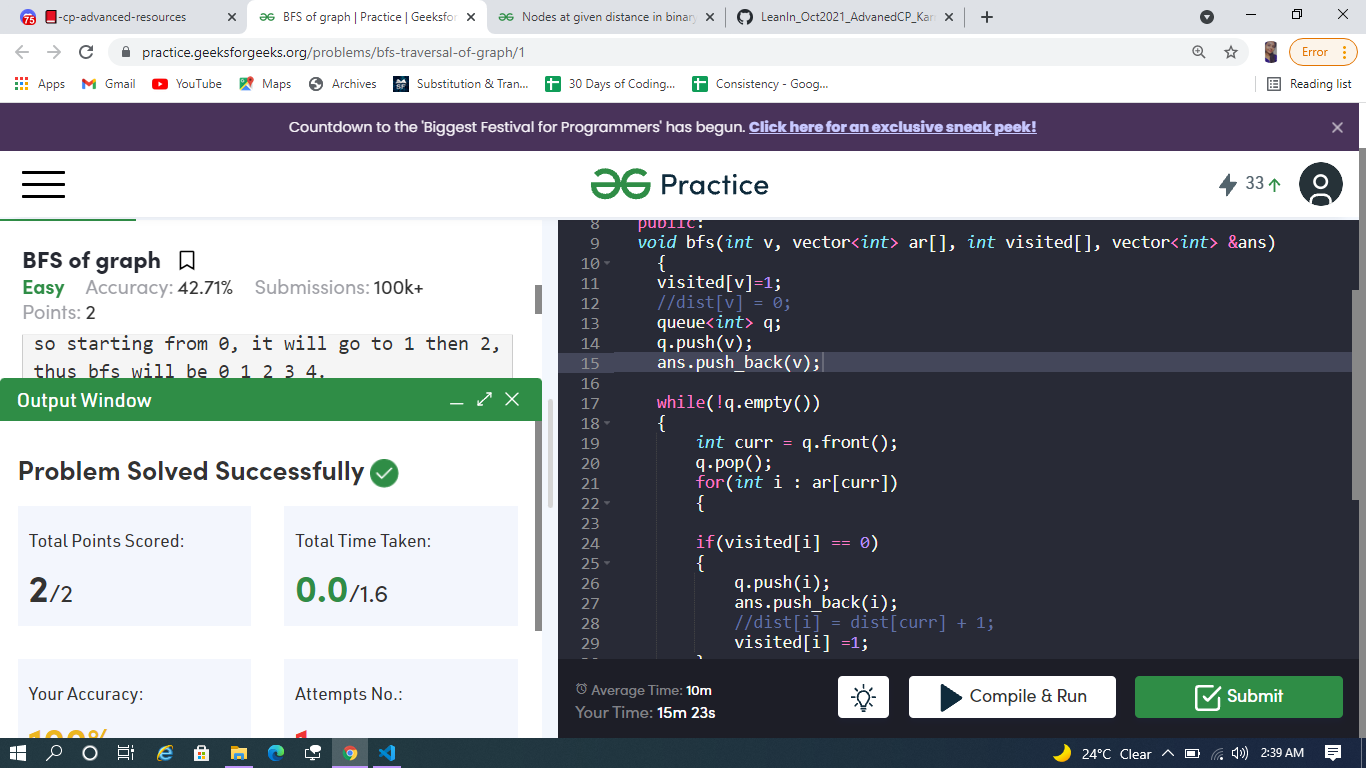 -cp-advanced-resources
BFS of graph | Practice | Geeksfor
Nodes at given distance in binary
LeanIn_Oct2021_AdvanedCP_Kan
practice.geeksforgeeks.org/problems/bfs-traversal-of-graph/1
Error
Apps
Gmail
YouTube
Maps
Archives
Substitution & Tran...
30 Days of Coding...
Consistency - Goog...
Reading list
Countdown to the 'Biggest Festival for Programmers' has begun. Click here for an exclusive sneak peek!
Practice
33
BFS of graph
Easy Accuracy: 42.71% Submissions: 100k+
Points: 2
so starting from 0, it will go to 1 then 2,
thus bfs will be 0 1 2 3 4.
Output Window
Problem Solved Successfully
Total Points Scored:
2/2
Total Time Taken:
0.0/1.6
Your Accuracy:
100%
Attempts No.:
1
8 public:
9 void bfs(int v, vector<int> ar[], int visited[], vector<int> &ans)
10 {
11 visited[v]=1;
12 //dist[v] = 0;
13 queue<int> q;
14 q.push(v);
15 ans.push_back(v);
16
17 while(!q.empty())
18 {
19 int curr = q.front();
20 q.pop();
21 for(int i : ar[curr])
22 {
23
24 if(visited[i] == 0)
25 {
26 q.push(i);
27 ans.push_back(i);
28 //dist[i] = dist[curr] + 1;
29 visited[i] =1;
30 }
Average Time: 10m
Your Time: 15m 23s
Compile & Run
Submit
24°C Clear
2:39 AM